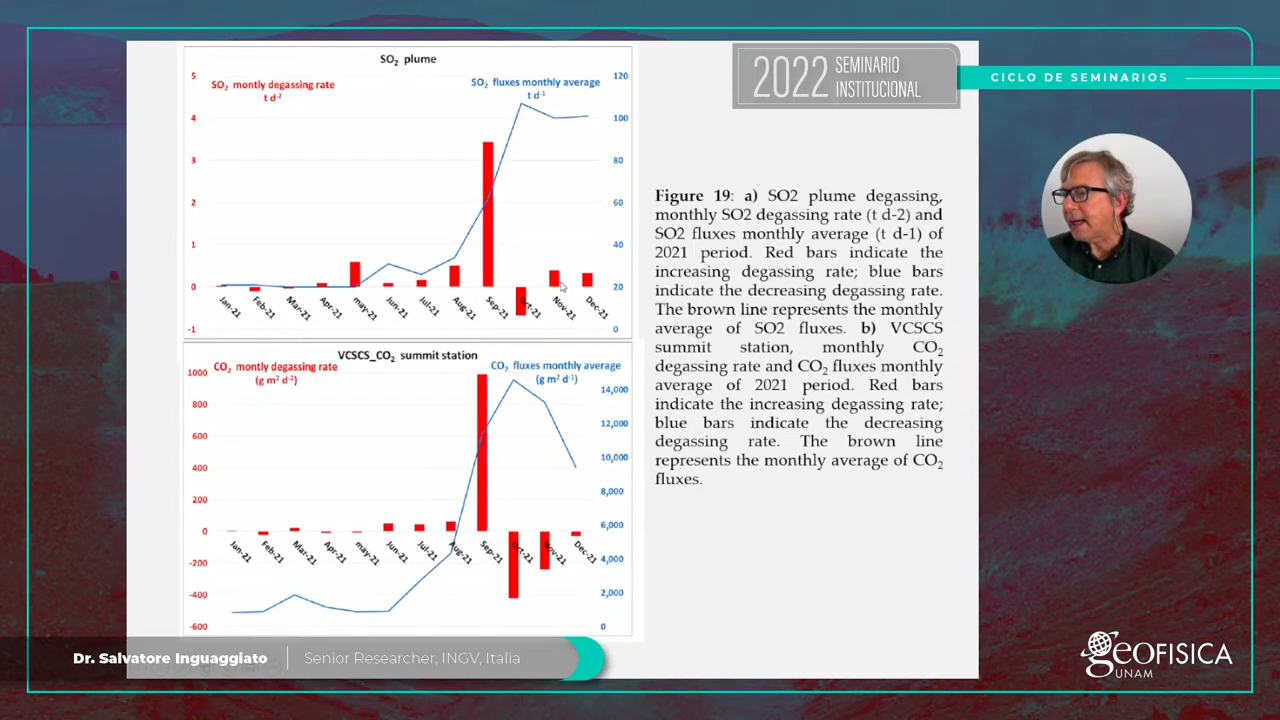 SO2 plume
5
4
3
2
1
0
-1
SO2 montly degassing rate
t d-2
SO2 fluxes monthly average
t d-1
120
100
80
60
40
20
0
Jan-21
Feb-21
Mar-21
Apr-21
may-21
Jun-21
Jul-21
Aug-21
Sep-21
Oct-21
Nov-21
Dec-21
VCSCS_CO2 summit station
1000
800
600
400
200
0
-200
-400
-600
CO2 montly degassing rate
(g m2 d-2)
CO2 fluxes monthly average
(g m2 d-1)
14,000
12,000
10,000
8,000
6,000
4,000
2,000
0
Jan-21
Feb-21
Mar-21
Apr-21
may-21
Jun-21
Jul-21
Aug-21
Sep-21
Oct-21
Nov-21
Dec-21
2022 SEMINARIO
INSTITUCIONAL
CICLO DE SEMINARIOS
Figure 19: a) SO2 plume degassing,
monthly SO2 degassing rate (t d-2) and
SO2 fluxes monthly average (t d-1) of
2021 period. Red bars indicate the
increasing degassing rate; blue bars
indicate the decreasing degassing rate.
The brown line represents the monthly
average of SO2 fluxes. b) VCSCS
summit station, monthly CO2
degassing rate and CO2 fluxes monthly
average of 2021 period. Red bars
indicate the increasing degassing rate;
blue bars indicate the decreasing
degassing rate. The brown line
represents the monthly average of CO2
fluxes.
Dr. Salvatore Inguaggiato
Senior Researcher, INGV, Italia
GEOFISICA
UNAM